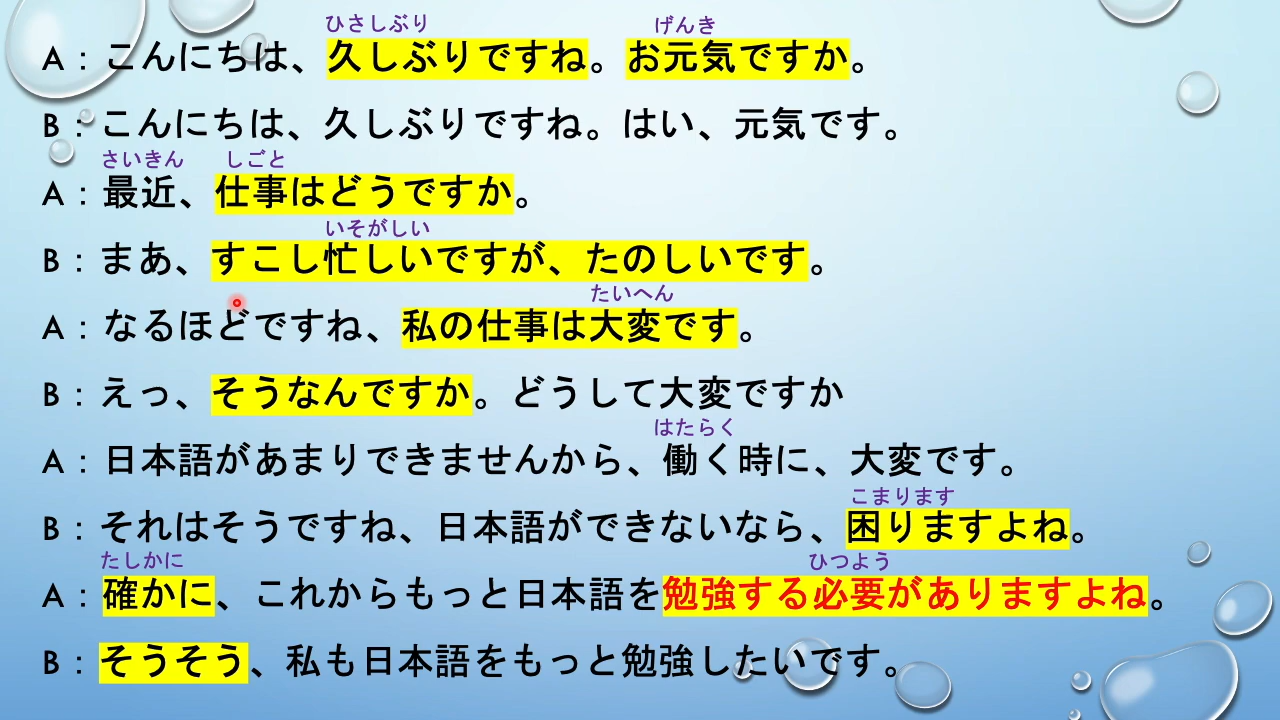 ひさしぶり げんき
A：こんにちは、久しぶりですね。お元気ですか。
B：こんにちは、久しぶりですね。はい、元気です。
さいきん しごと
A：最近、仕事はどうですか。
いそがしい
B：まあ、すこし忙しいですが、たのしいです。
たいへん
A：なるほどですね、私の仕事は大変です。
B：えっ、そうなんですか。どうして大変ですか
はたらく
A：日本語があまりできませんから、働く時に、大変です。
こまります
B：それはそうですね、日本語ができないなら、困りますよね。
たしかに ひつよう
A：確かに、これからもっと日本語を勉強する必要がありますよね。
B：そうそう、私も日本語をもっと勉強したいです。